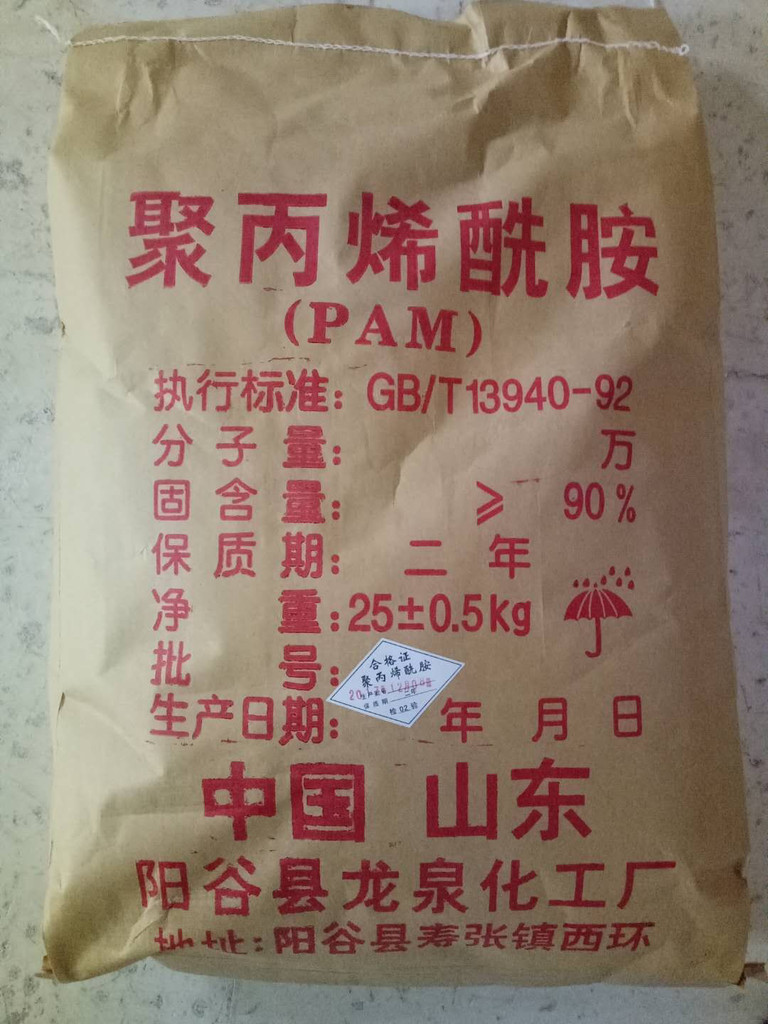 聚丙烯酰胺
(PAM)
执行标准: GB/T13940-92
分子量: 万
固含量: ≥ 90%
保质期: 二年
净重: 25±0.5kg
批号:
合格证
聚丙烯酰胺
检 02 验
生产日期: 年 月 日
中国 山东
阳谷县龙泉化工厂
地址:阳谷县寿张镇西环